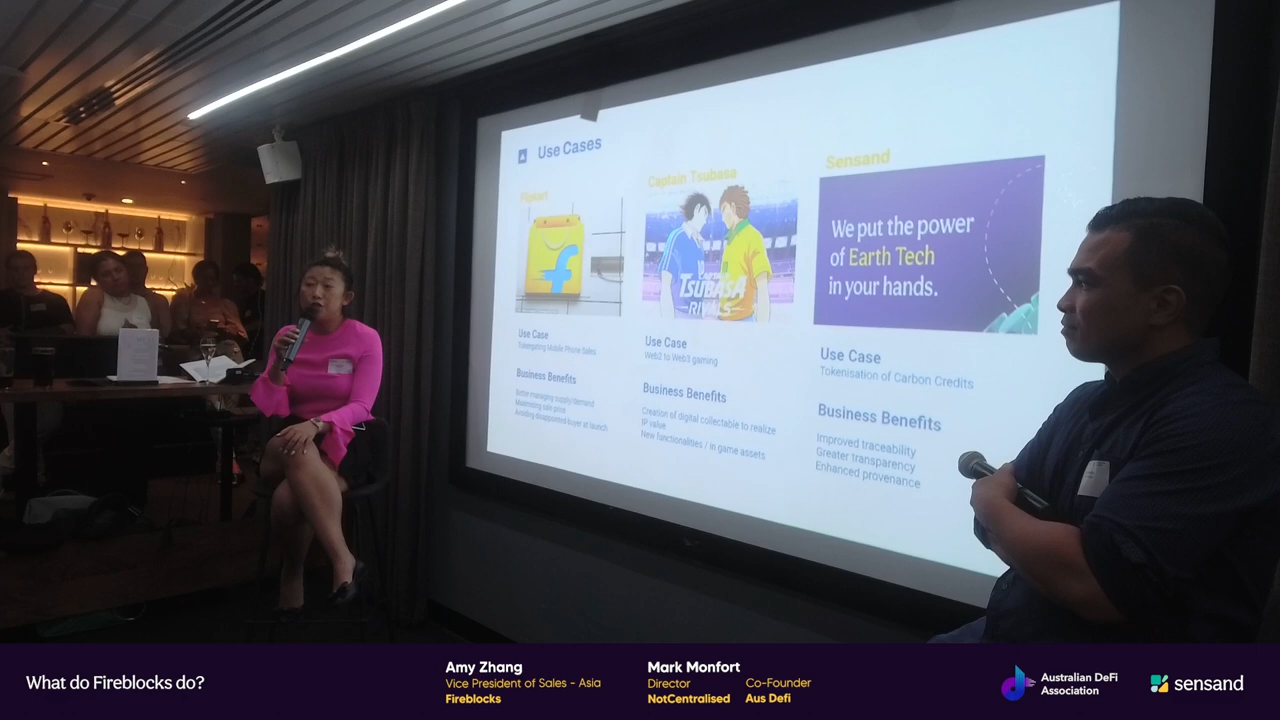 Use Cases
Flipkart
Captain Tsubasa
Sensand
We put the power
of Earth Tech
in your hands.
TSUBASA
RIVALS
Use Case
Tokengating Mobile Phone Sales
Business Benefits
Better managing supply/demand
Maximising sale price
Avoiding disappointed buyer at launch
Use Case
Web2 to Web3 gaming
Business Benefits
Creation of digital collectable to realize
IP value
New functionalities / in game assets
Use Case
Tokenisation of Carbon Credits
Business Benefits
Improved traceability
Greater transparency
Enhanced provenance
What do Fireblocks do?
Amy Zhang
Vice President of Sales - Asia
Fireblocks
Mark Monfort
Director
NotCentralised
Co-Founder
Aus Defi
Australian DeFi
Association
sensand